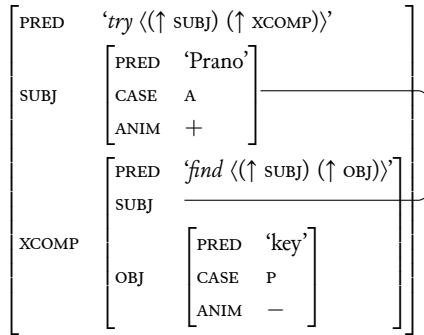 PRED ‘try ⟨(↑ SUBJ) (↑ XCOMP)⟩’
PRED ‘Prano’
SUBJ CASE A
ANIM +
PRED ‘find ⟨(↑ SUBJ) (↑ OBJ)⟩’
SUBJ
XCOMP PRED ‘key’
OBJ CASE P
ANIM −